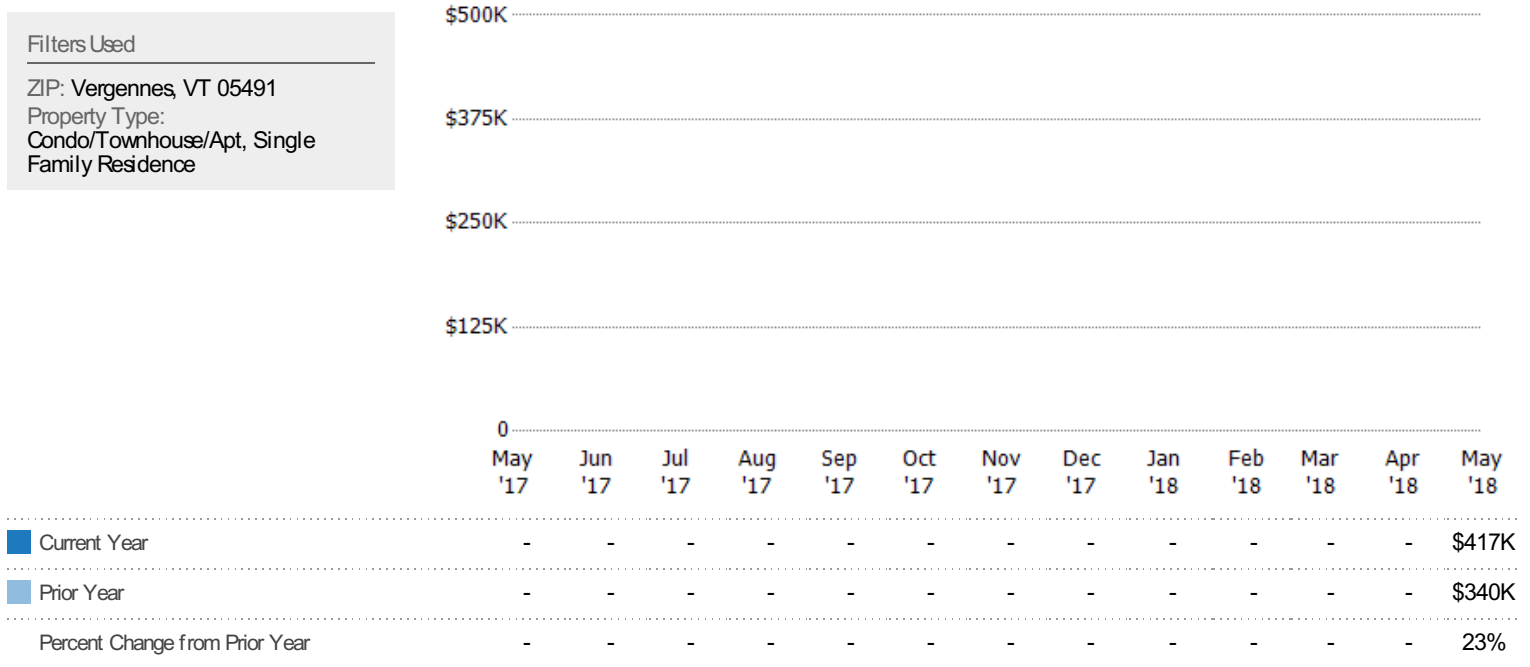 Filters Used
ZIP: Vergennes, VT 05491
Property Type:
Condo/Townhouse/Apt, Single
Family Residence
$500K
$375K
$250K
$125K
0
May Jun Jul Aug Sep Oct Nov Dec Jan Feb Mar Apr May
'17 '17 '17 '17 '17 '17 '17 '17 '18 '18 '18 '18 '18
Current Year - - - - - - - - - - - - $417K
Prior Year - - - - - - - - - - - - $340K
Percent Change from Prior Year - - - - - - - - - - - - 23%